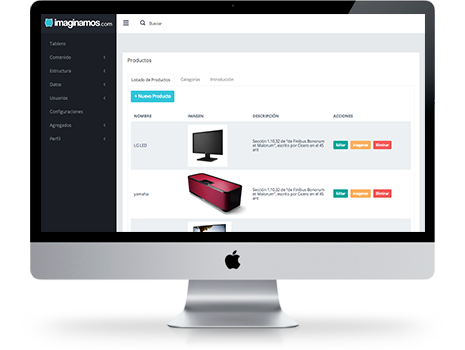 imaginamos.com
Buscar
Tablero
Contenido
Estructura
Datos
Usuarios
Configuraciones
Agregados
Perfil
Productos
Listado de Productos Categorías Introducción
+ Nuevo Producto
NOMBRE IMAGEN DESCRIPCIÓN ACCIONES
LG LED
Sección 1.10.32 de "de Finibus Bonorum
et Malorum", escrito por Cicero en el 45
ant
Editar Imagenes Eliminar
yamaha
Sección 1.10.32 de "de Finibus Bonorum
et Malorum", escrito por Cicero en el 45
ant
Editar Imagenes Eliminar